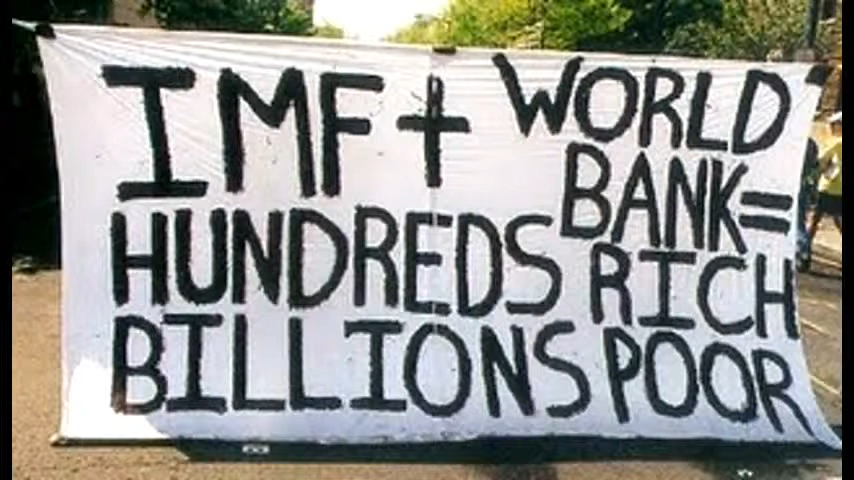 IMF + WORLD
BANK=
HUNDREDS RICH
BILLIONS POOR